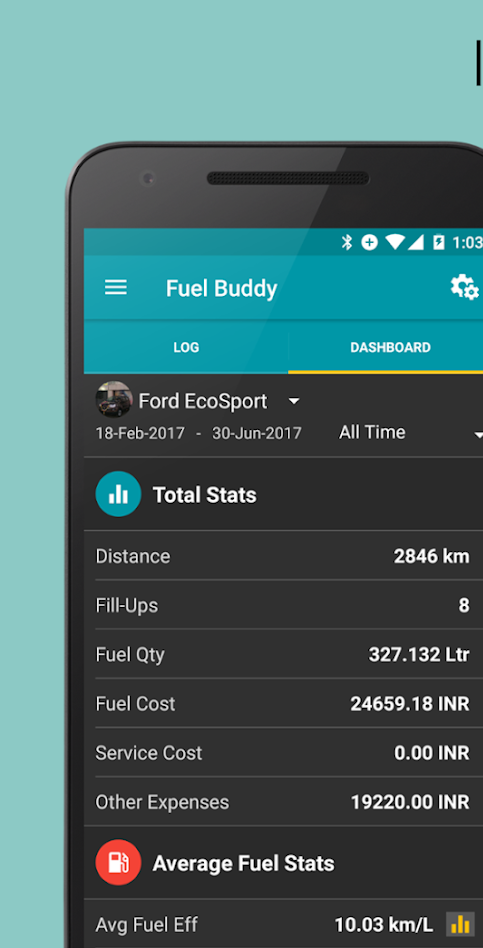 1:03
Fuel Buddy
LOG DASHBOARD
Ford EcoSport
18-Feb-2017 - 30-Jun-2017 All Time
Total Stats
Distance 2846 km
Fill-Ups 8
Fuel Qty 327.132 Ltr
Fuel Cost 24659.18 INR
Service Cost 0.00 INR
Other Expenses 19220.00 INR
Average Fuel Stats
Avg Fuel Eff 10.03 km/L